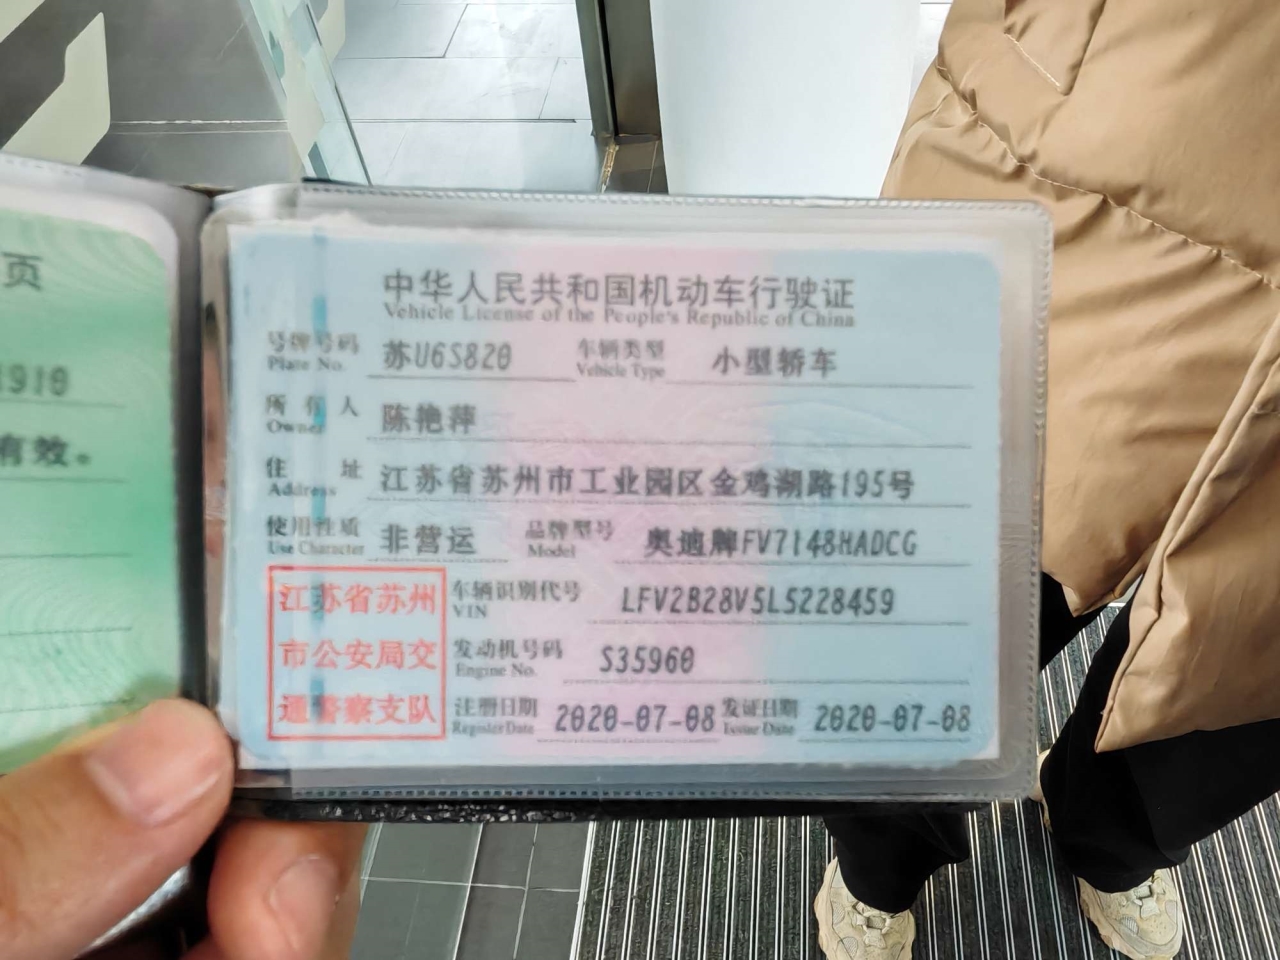 页
1910
有效。
中华人民共和国机动车行驶证
Vehicle License of the People's Republic of China
号牌号码 苏U6S820 车辆类型 小型轿车
Plate No. Vehicle Type
所有人 陈艳萍
Owner
住址 江苏省苏州市工业园区金鸡湖路195号
Address
使用性质 非营运 品牌型号 奥迪牌FV7148HADCG
Use Character Model
江苏省苏州
市公安局交
通警察支队
车辆识别代号 LFV2B28V5L5228459
VIN
发动机号码 S35960
Engine No.
注册日期 2020-07-08 发证日期 2020-07-08
Register Date Issue Date